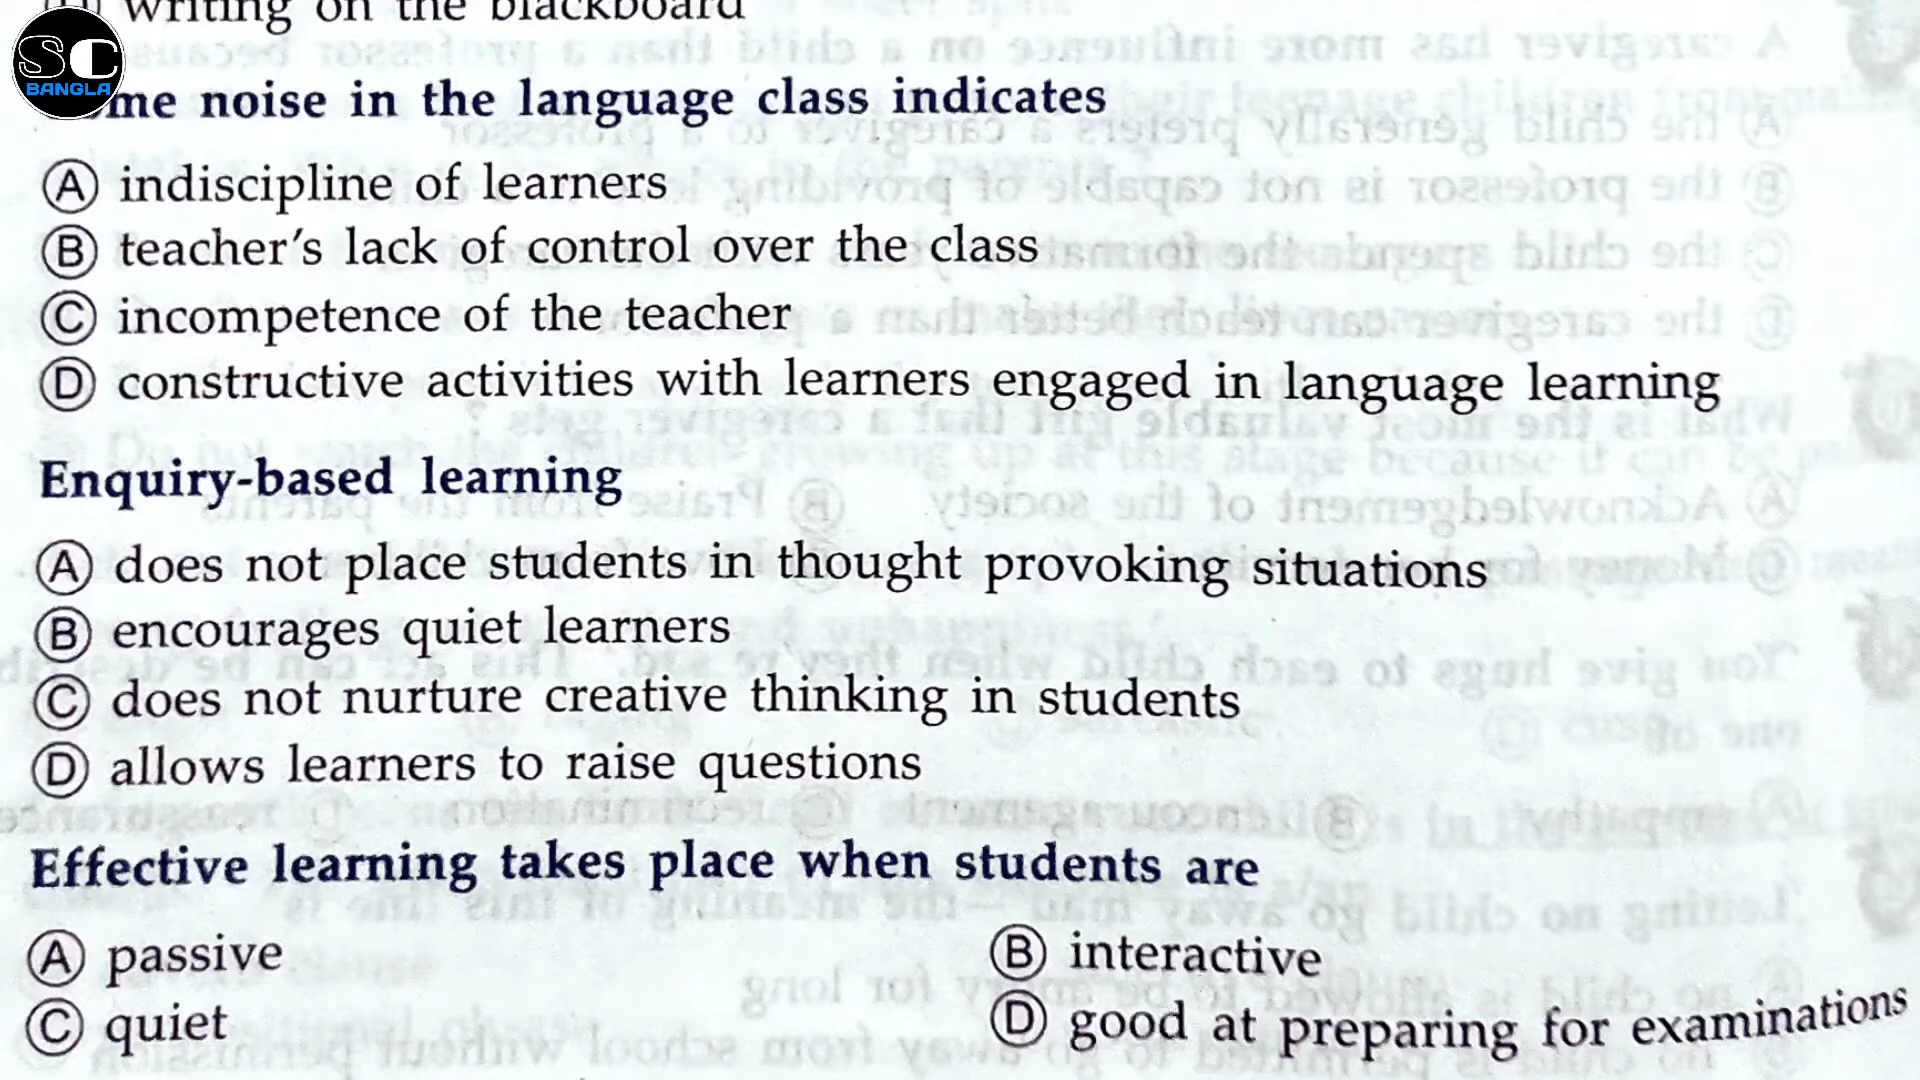 writing on the blackboard
SC
BANGLA
me noise in the language class indicates
(A) indiscipline of learners
(B) teacher's lack of control over the class
(C) incompetence of the teacher
(D) constructive activities with learners engaged in language learning
Enquiry-based learning
(A) does not place students in thought provoking situations
(B) encourages quiet learners
(C) does not nurture creative thinking in students
(D) allows learners to raise questions
Effective learning takes place when students are
(A) passive
(B) interactive
(C) quiet
(D) good at preparing for examinations